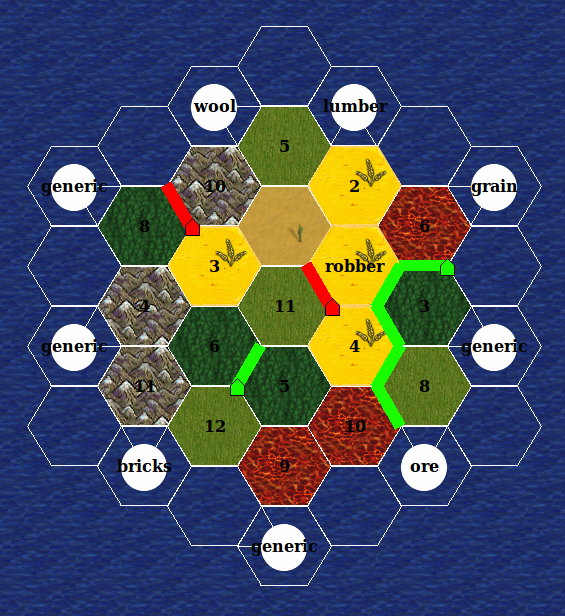 wool
lumber
5
generic
10
2
grain
8
6
3
robber
4
11
3
generic
6
4
generic
11
5
8
12
10
bricks
9
ore
generic